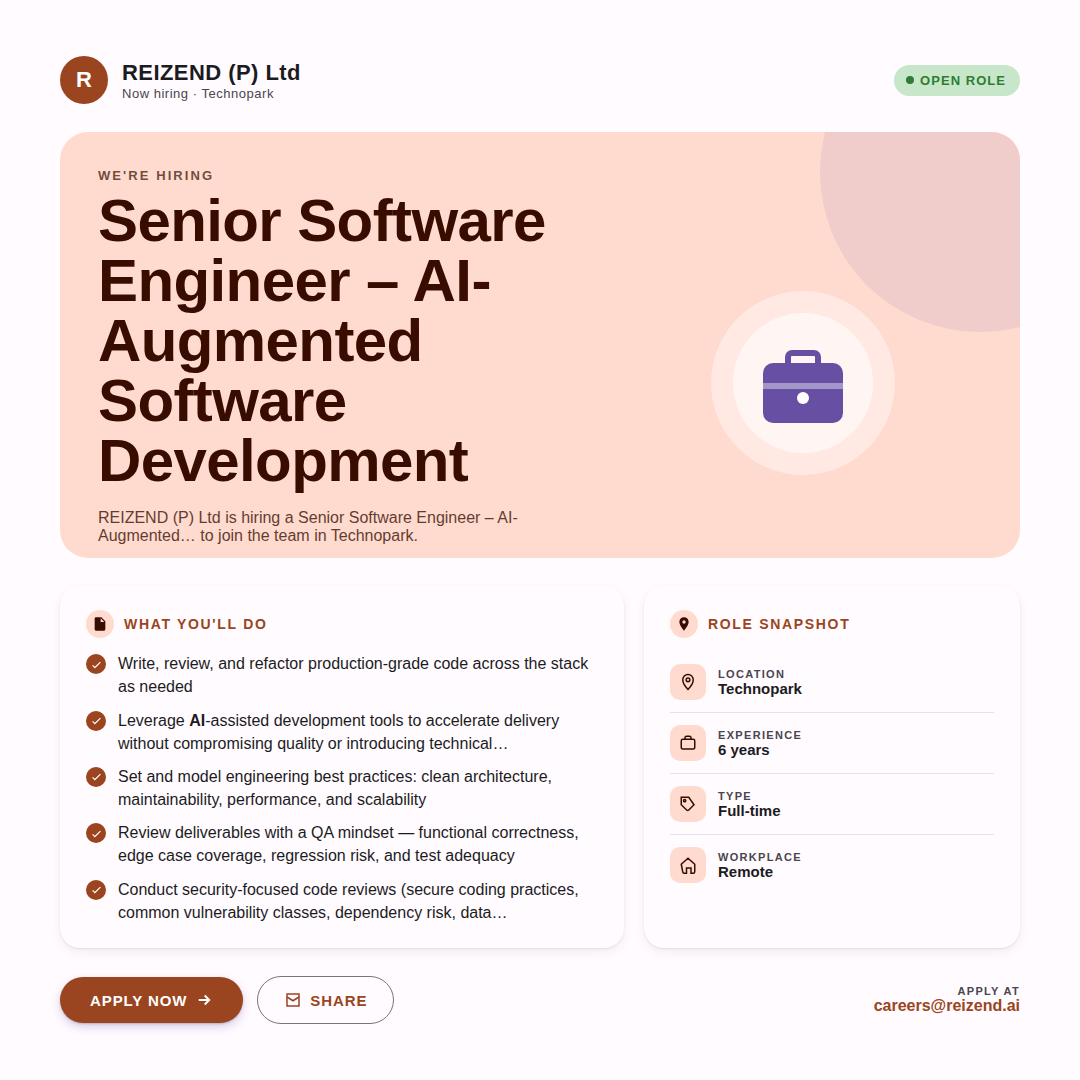 R
REIZEND (P) Ltd
Now hiring · Technopark
OPEN ROLE
WE'RE HIRING
Senior Software
Engineer – AI-
Augmented
Software
Development
REIZEND (P) Ltd is hiring a Senior Software Engineer – AI-
Augmented… to join the team in Technopark.
WHAT YOU'LL DO
Write, review, and refactor production-grade code across the stack
as needed
Leverage AI-assisted development tools to accelerate delivery
without compromising quality or introducing technical…
Set and model engineering best practices: clean architecture,
maintainability, performance, and scalability
Review deliverables with a QA mindset — functional correctness,
edge case coverage, regression risk, and test adequacy
Conduct security-focused code reviews (secure coding practices,
common vulnerability classes, dependency risk, data…
ROLE SNAPSHOT
LOCATION
Technopark
EXPERIENCE
6 years
TYPE
Full-time
WORKPLACE
Remote
APPLY NOW
SHARE
APPLY AT
careers@reizend.ai